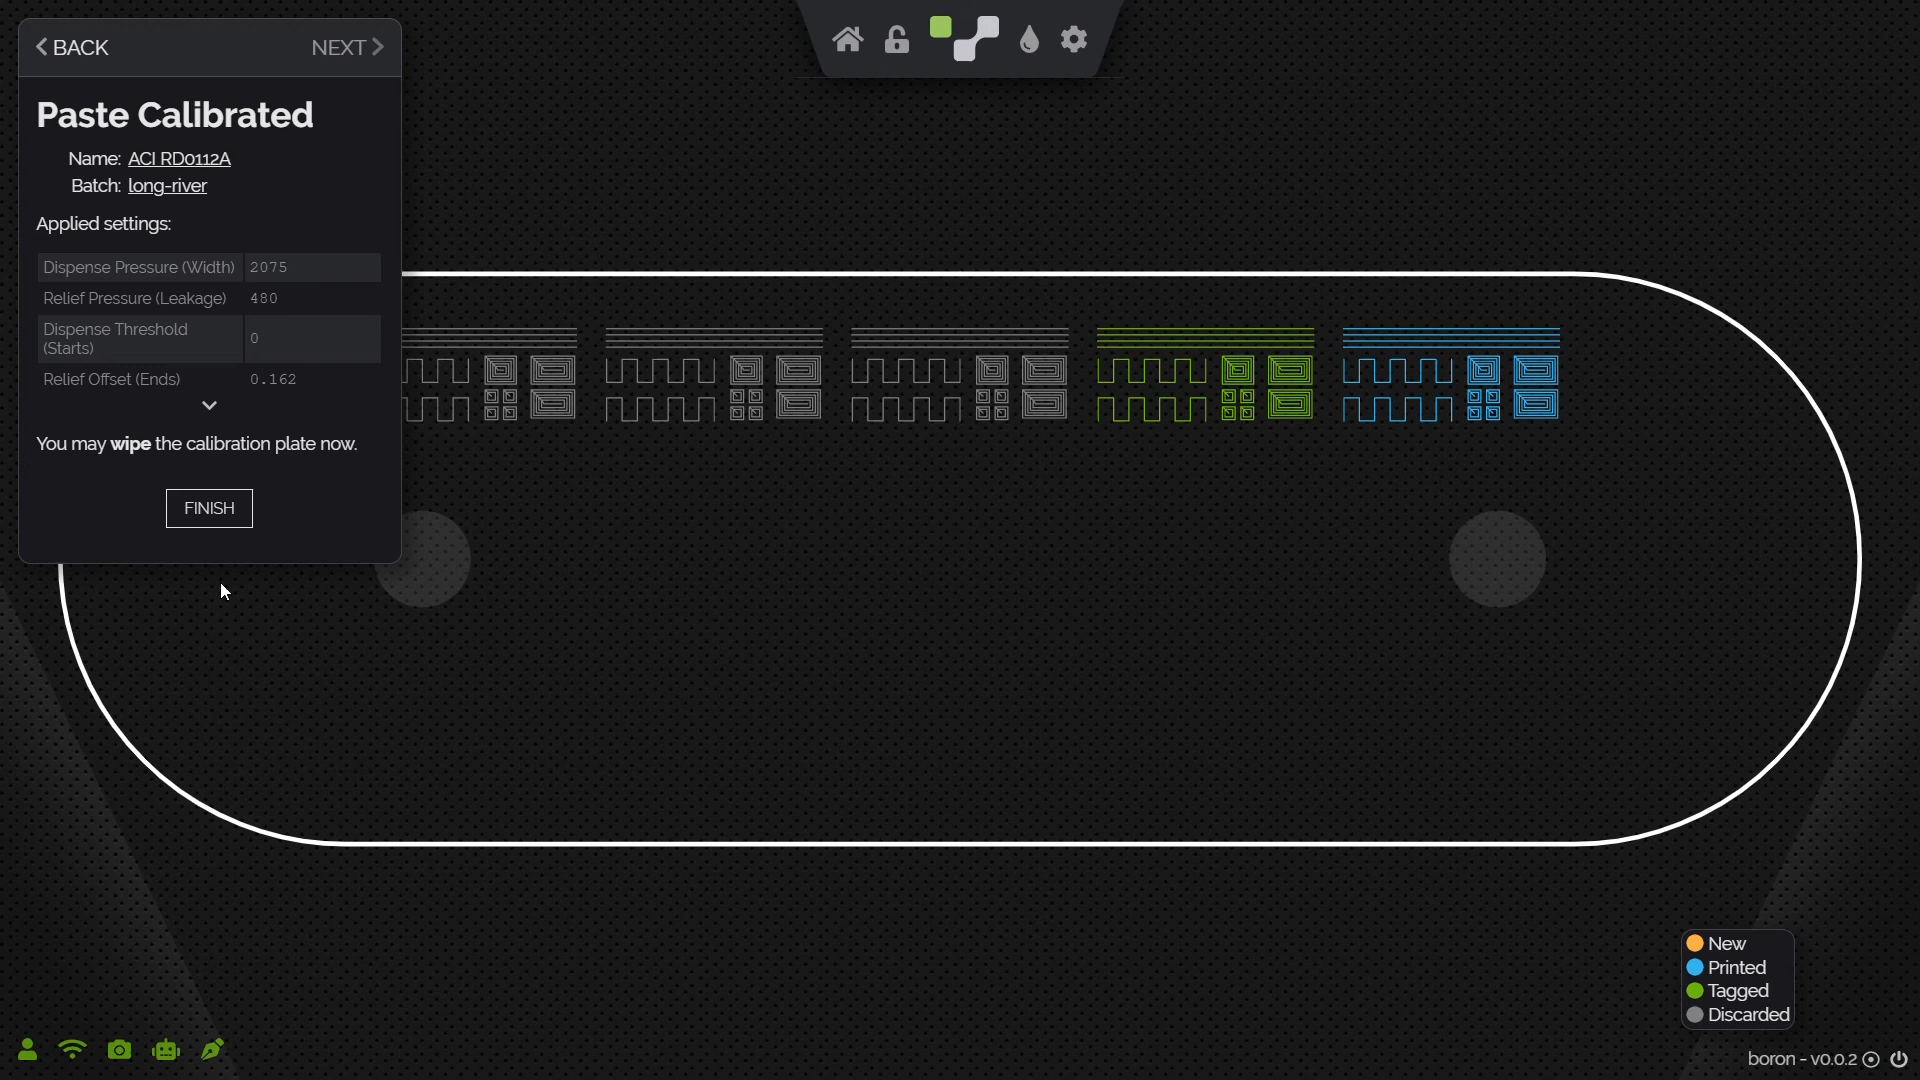 BACK
NEXT
Paste Calibrated
Name: ACI RD0112A
Batch: long-river
Applied settings:
Dispense Pressure (Width) 2075
Relief Pressure (Leakage) 480
Dispense Threshold
(Starts) 0
Relief Offset (Ends) 0.162
You may wipe the calibration plate now.
FINISH
New
Printed
Tagged
Discarded
boron - v0.0.2